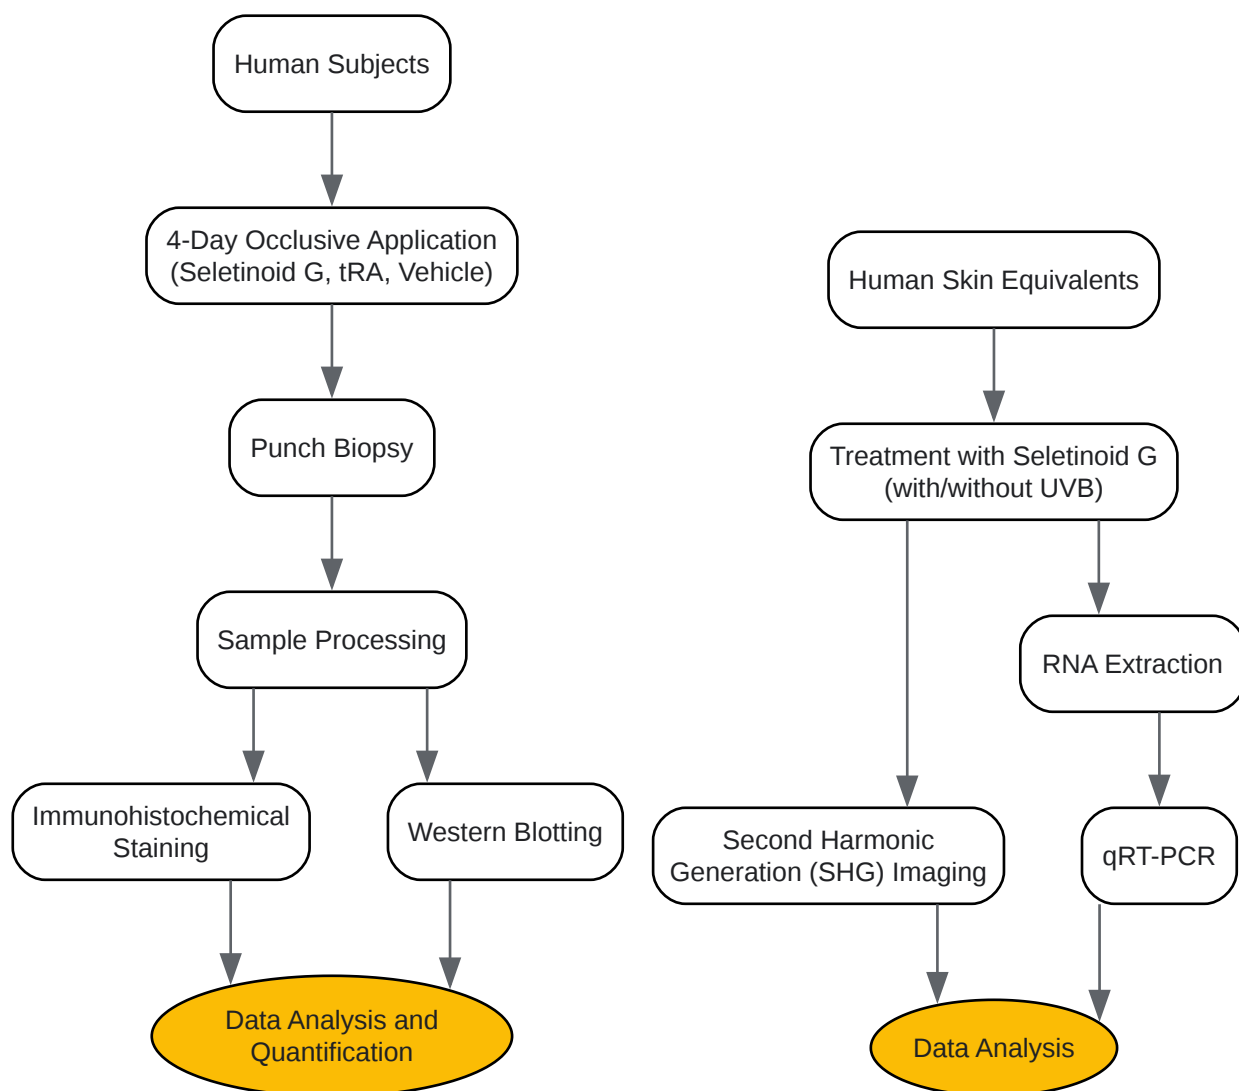 Human Subjects
4-Day Occlusive Application
(Seletinoid G, tRA, Vehicle)
Punch Biopsy
Sample Processing
Immunohistochemical
Staining
Western Blotting
Data Analysis and
Quantification
Human Skin Equivalents
Treatment with Seletinoid G
(with/without UVB)
RNA Extraction
Second Harmonic
Generation (SHG) Imaging
qRT-PCR
Data Analysis